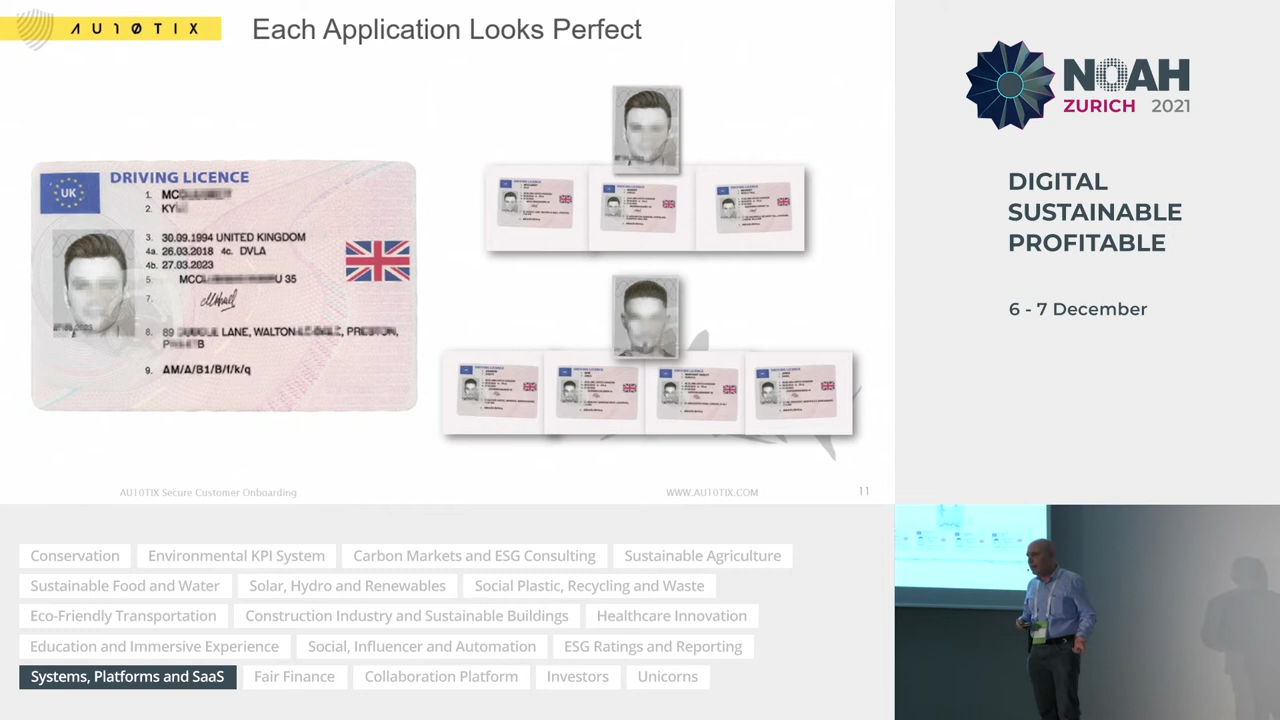 AU10TIX
Each Application Looks Perfect
UK
DRIVING LICENCE
1. MC
2. KY
3. 30.09.1994 UNITED KINGDOM
4a. 26.03.2018 4c. DVLA
4b. 27.03.2023
5. MCC U 35
7.
8. 89 LANE, WALTON PRESTON,
9. AM/A/B1/B/f/k/q
AU10TIX Secure Customer Onboarding
WWW.AU10TIX.COM
11
NOAH
ZURICH 2021
DIGITAL
SUSTAINABLE
PROFITABLE
6 - 7 December
Conservation Environmental KPI System Carbon Markets and ESG Consulting Sustainable Agriculture
Sustainable Food and Water Solar, Hydro and Renewables Social Plastic, Recycling and Waste
Eco-Friendly Transportation Construction Industry and Sustainable Buildings Healthcare Innovation
Education and Immersive Experience Social, Influencer and Automation ESG Ratings and Reporting
Systems, Platforms and SaaS Fair Finance Collaboration Platform Investors Unicorns